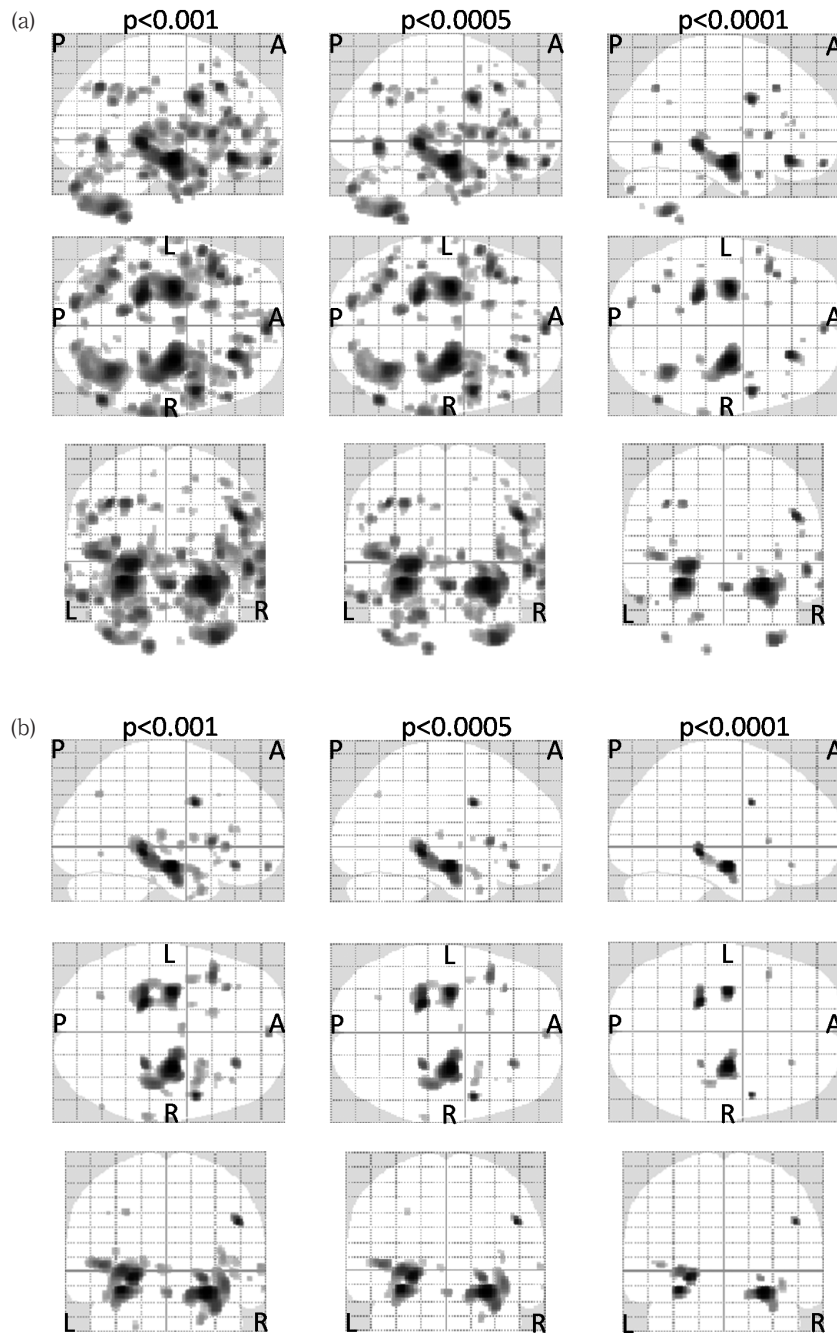 (a) p<0.001 p<0.0005 p<0.0001
P A P A P A
L L L
P A P A P A
R R R
L R L R L R
(b) p<0.001 p<0.0005 p<0.0001
P A P A P A
L L L
P A P A P A
R R R
L R L R L R